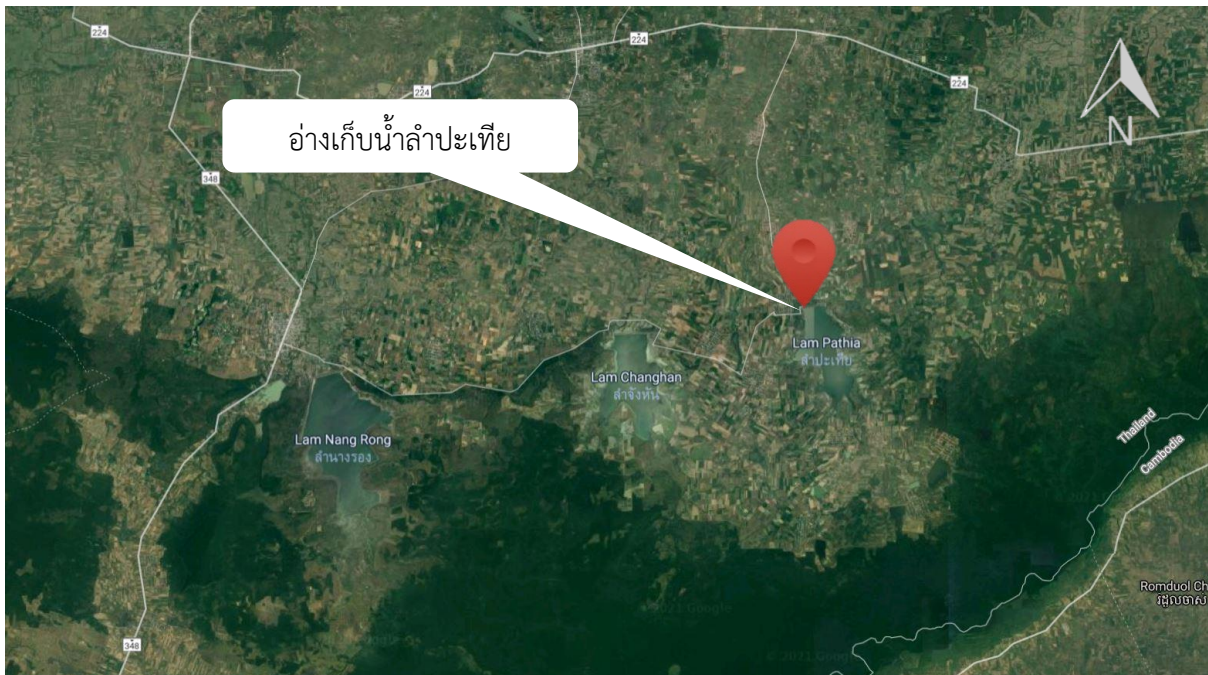 224
224
224
224
N
อ่างเก็บน้ำลำปะเทีย
348
Lam Pathia
ลำปะเทีย
Lam Changhan
ลำจังหัน
Thailand
Cambodia
Lam Nang Rong
ลำนางรอง
Romduol Ch
348
© 2021 Google